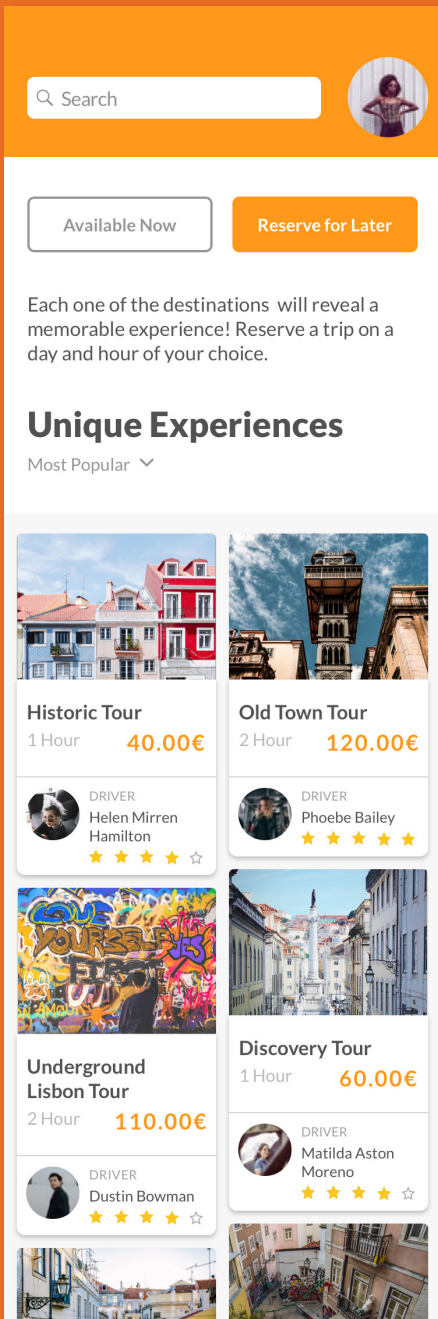 Search
Available Now
Reserve for Later
Each one of the destinations  will reveal a
memorable experience! Reserve a trip on a
day and hour of your choice.
Unique Experiences
Most Popular
Historic Tour
1 Hour
40.00€
DRIVER
Helen Mirren
Hamilton
Old Town Tour
2 Hour
120.00€
DRIVER
Phoebe Bailey
LOVE
YOURSELF
FIRST
Underground
Lisbon Tour
2 Hour
110.00€
DRIVER
Dustin Bowman
Discovery Tour
1 Hour
60.00€
DRIVER
Matilda Aston
Moreno